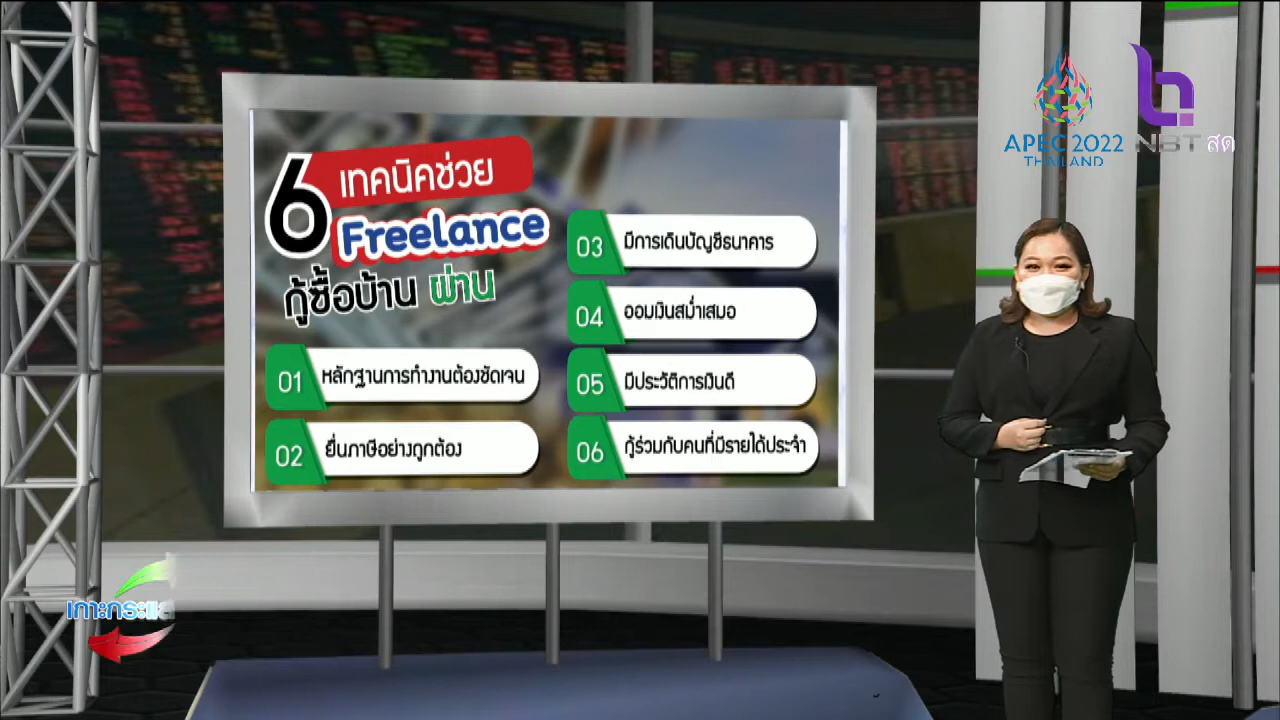 6 เทคนิคช่วย
Freelance
กู้ซื้อบ้าน ผ่าน
01 หลักฐานการทำงานต้องชัดเจน
02 ยื่นภาษีอย่างถูกต้อง
03 มีการเดินบัญชีธนาคาร
04 ออมเงินสม่ำเสมอ
05 มีประวัติการเงินดี
06 กู้ร่วมกับคนที่มีรายได้ประจำ
APEC 2022
THAILAND
NBT สด
เกาะกระแส